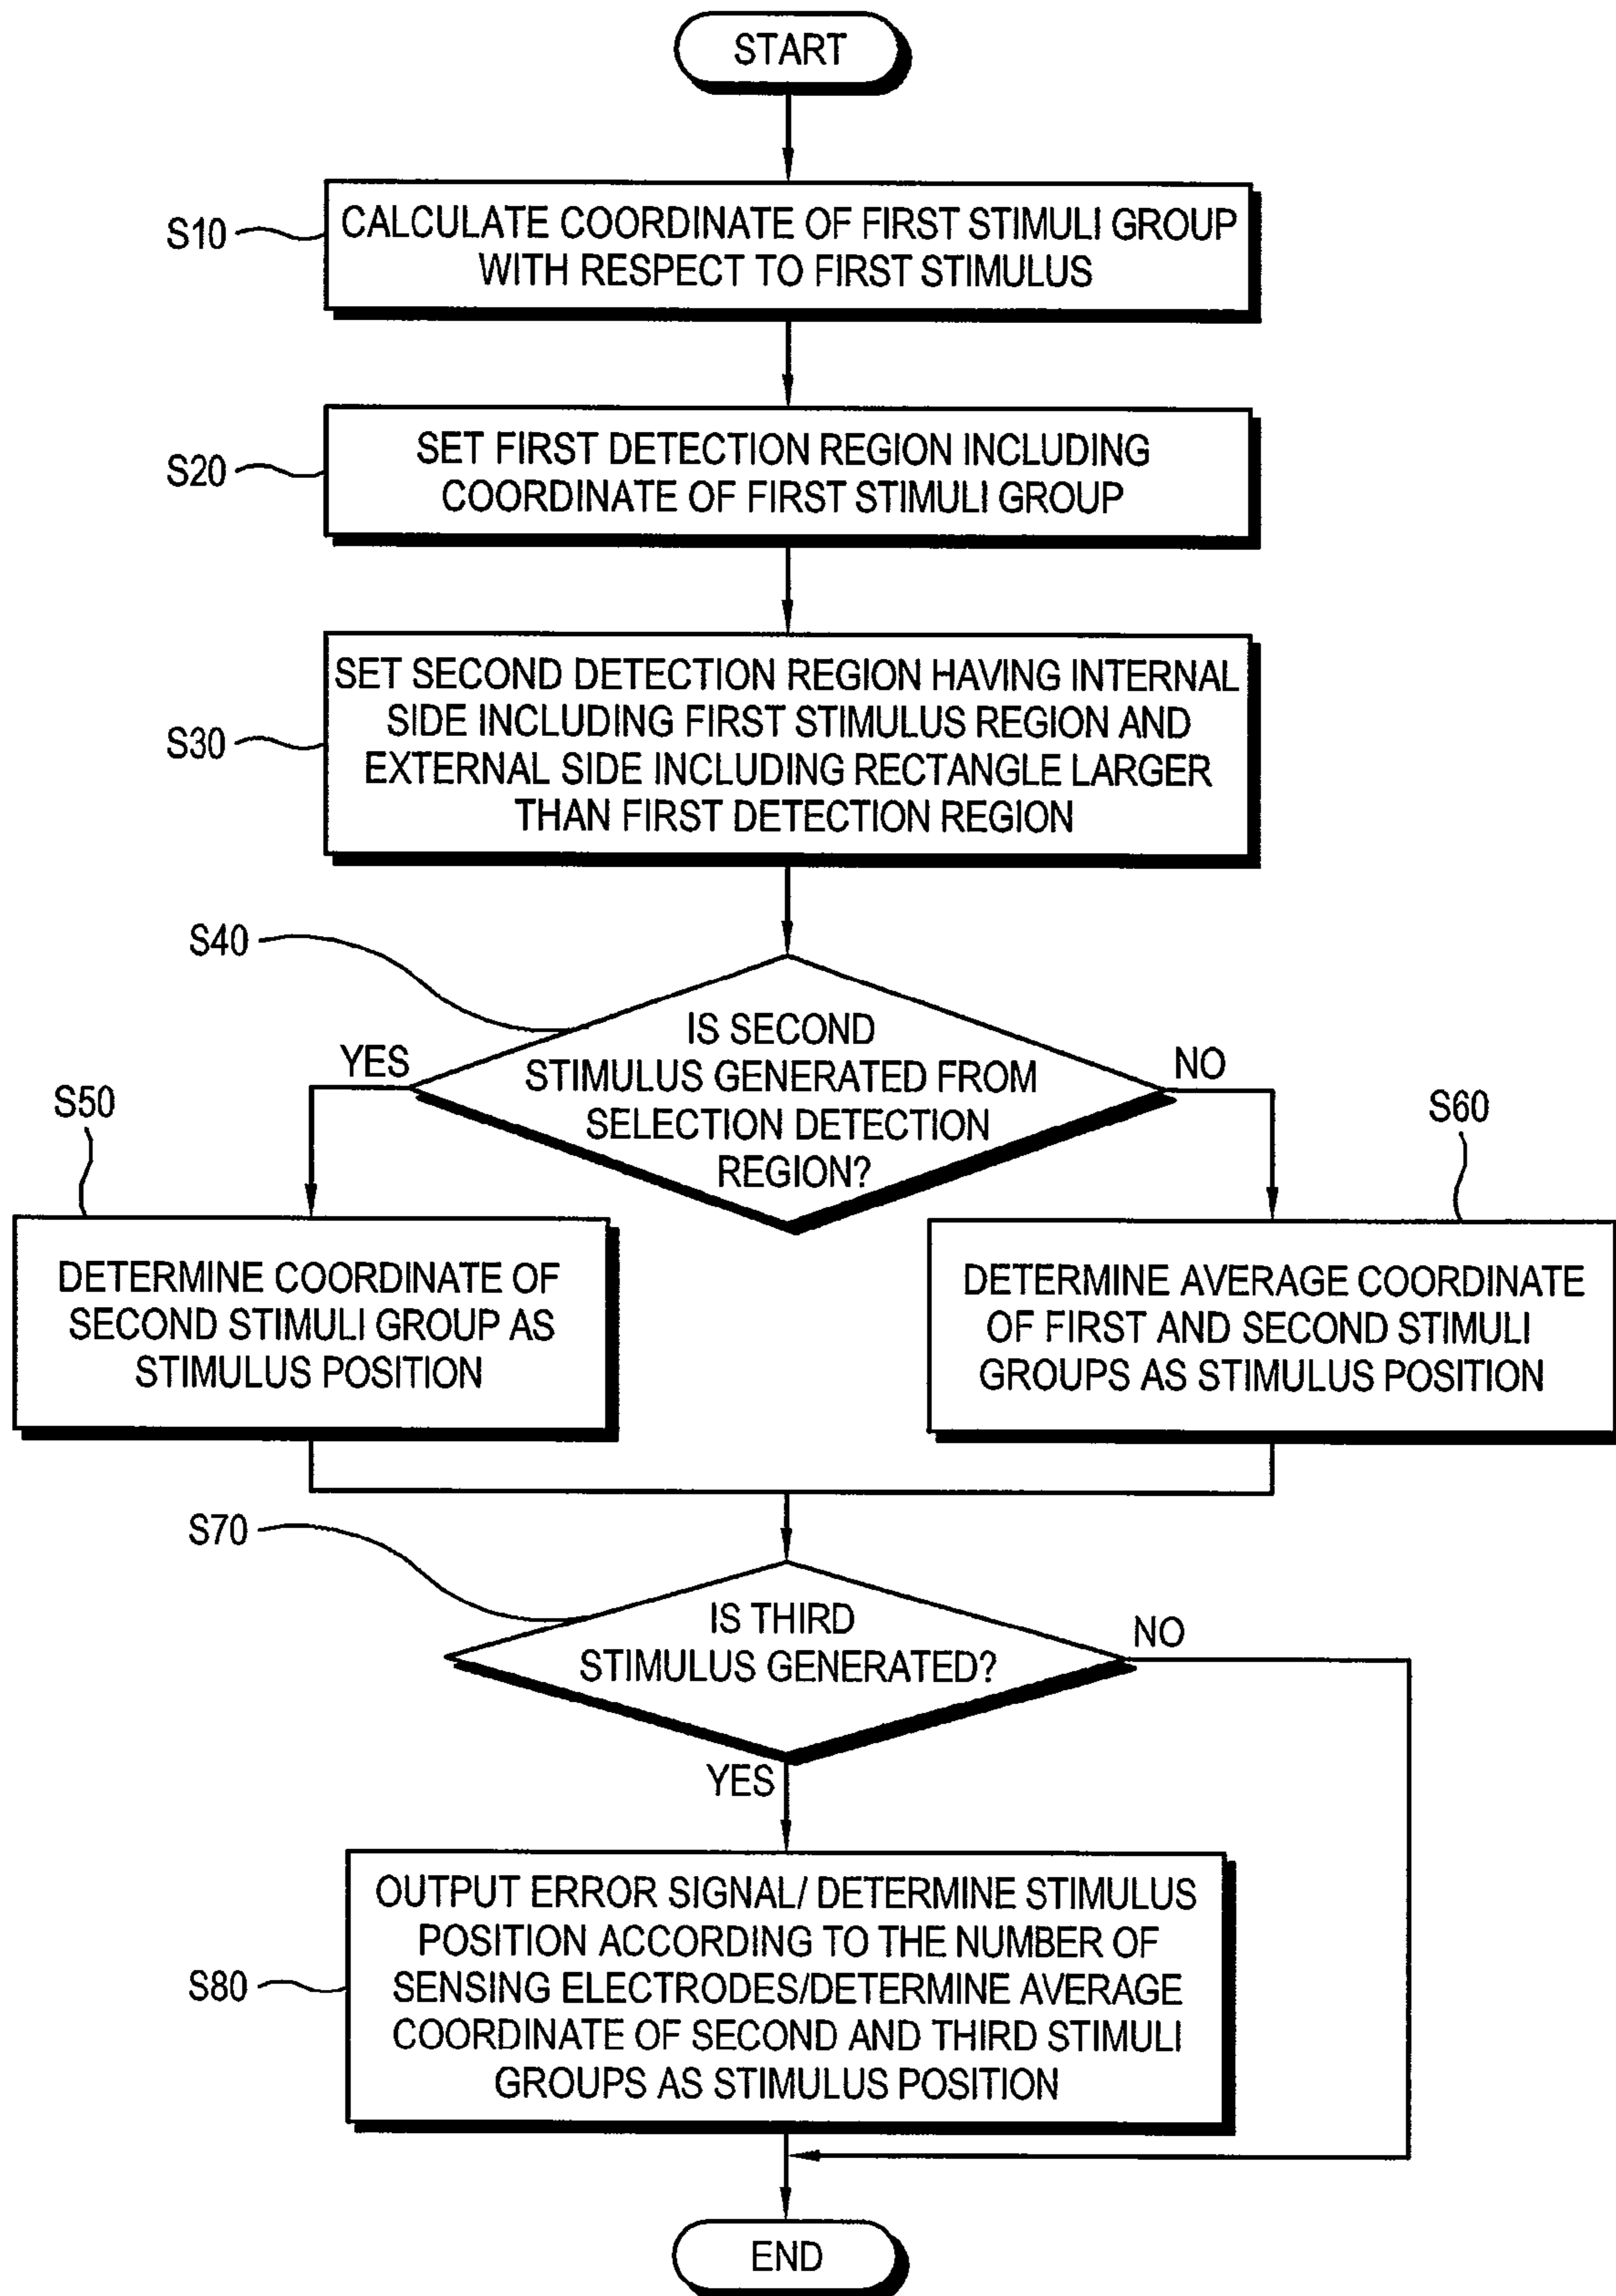 START
S10
CALCULATE COORDINATE OF FIRST STIMULI GROUP
WITH RESPECT TO FIRST STIMULUS
S20
SET FIRST DETECTION REGION INCLUDING
COORDINATE OF FIRST STIMULI GROUP
S30
SET SECOND DETECTION REGION HAVING INTERNAL
SIDE INCLUDING FIRST STIMULUS REGION AND
EXTERNAL SIDE INCLUDING RECTANGLE LARGER
THAN FIRST DETECTION REGION
S40
IS SECOND
STIMULUS GENERATED FROM
SELECTION DETECTION
REGION?
YES
NO
S50
DETERMINE COORDINATE OF
SECOND STIMULI GROUP AS
STIMULUS POSITION
S60
DETERMINE AVERAGE COORDINATE
OF FIRST AND SECOND STIMULI
GROUPS AS STIMULUS POSITION
S70
IS THIRD
STIMULUS GENERATED?
NO
YES
S80
OUTPUT ERROR SIGNAL/ DETERMINE STIMULUS
POSITION ACCORDING TO THE NUMBER OF
SENSING ELECTRODES/DETERMINE AVERAGE
COORDINATE OF SECOND AND THIRD STIMULI
GROUPS AS STIMULUS POSITION
END